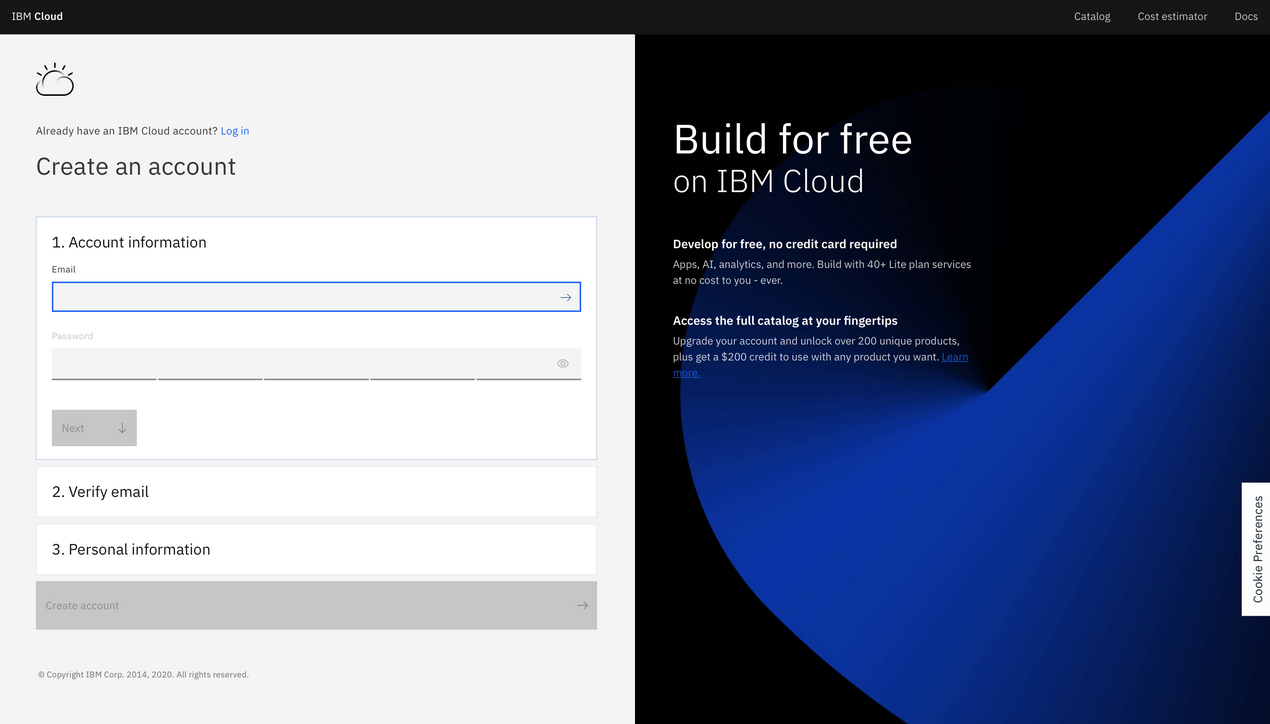 IBM Cloud
Catalog
Cost estimator
Docs
Already have an IBM Cloud account? Log in
Create an account
1. Account information
Email
Password
Next
2. Verify email
3. Personal information
Create account
© Copyright IBM Corp. 2014, 2020. All rights reserved.
Build for free
on IBM Cloud
Develop for free, no credit card required
Apps, AI, analytics, and more. Build with 40+ Lite plan services
at no cost to you - ever.
Access the full catalog at your fingertips
Upgrade your account and unlock over 200 unique products,
plus get a $200 credit to use with any product you want. Learn
more.
Cookie Preferences